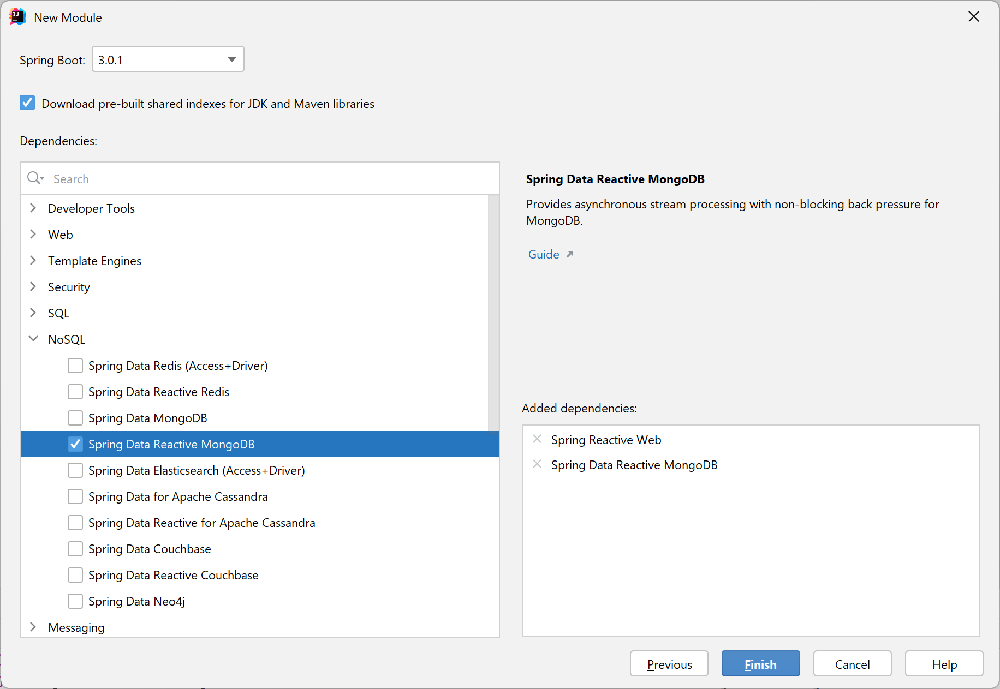 IJ
New Module
Spring Boot: 3.0.1
Download pre-built shared indexes for JDK and Maven libraries
Dependencies:
Search
Developer Tools
Web
Template Engines
Security
SQL
NoSQL
Spring Data Redis (Access+Driver)
Spring Data Reactive Redis
Spring Data MongoDB
Spring Data Reactive MongoDB
Spring Data Elasticsearch (Access+Driver)
Spring Data for Apache Cassandra
Spring Data Reactive for Apache Cassandra
Spring Data Couchbase
Spring Data Reactive Couchbase
Spring Data Neo4j
Messaging
Spring Data Reactive MongoDB
Provides asynchronous stream processing with non-blocking back pressure for
MongoDB.
Guide
Added dependencies:
Spring Reactive Web
Spring Data Reactive MongoDB
Previous Finish Cancel Help